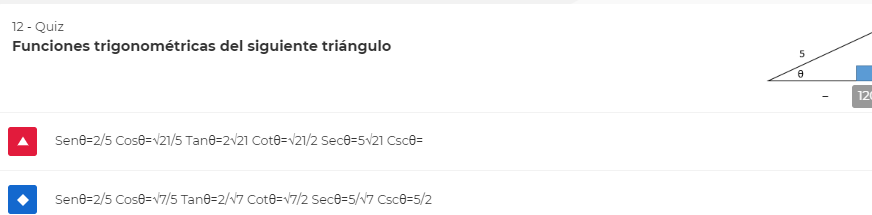 12 - Quiz
Funciones trigonométricas del siguiente triángulo
5
θ
–
Senθ=2/5 Cosθ=√21/5 Tanθ=2√21 Cotθ=√21/2 Secθ=5√21 Cscθ=
Senθ=2/5 Cosθ=√7/5 Tanθ=2/√7 Cotθ=√7/2 Secθ=5/√7 Cscθ=5/2